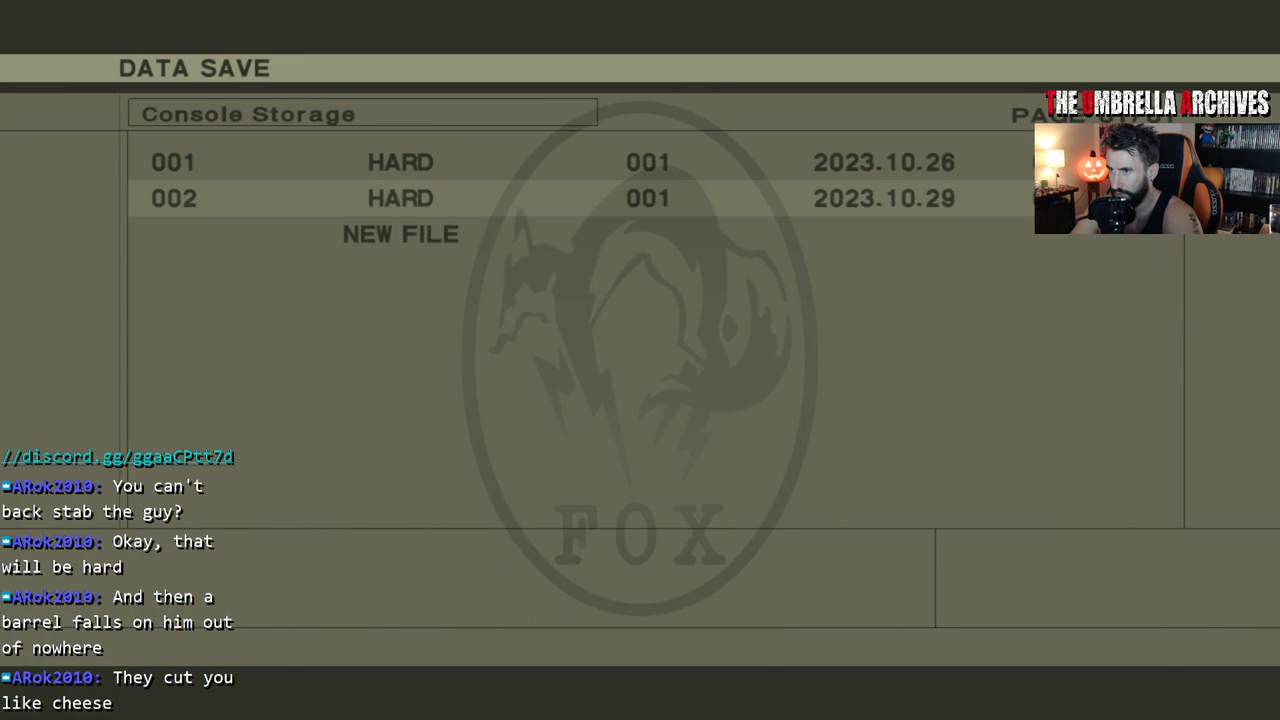 DATA SAVE
Console Storage
THE UMBRELLA ARCHIVES
001 HARD 001 2023.10.26
002 HARD 001 2023.10.29
NEW FILE
FOX
//discord.gg/ggaaCPtt7d
ARok2010: You can't
back stab the guy?
ARok2010: Okay, that
will be hard
ARok2010: And then a
barrel falls on him out
of nowhere
ARok2010: They cut you
like cheese